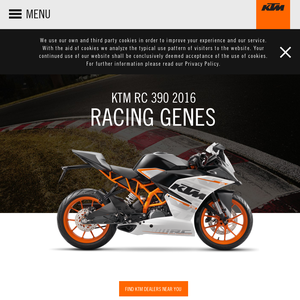 MENU
KTM
We use our own and third party cookies in order to improve your experience and our service.
With the aid of cookies we analyze the typical use pattern of visitors to the website. Your
continued use of our website shall be conclusively deemed acceptance of the use of cookies.
For further information please read our Privacy Policy.
KTM RC 390 2016
RACING GENES
KTM
RC
FIND KTM DEALERS NEAR YOU